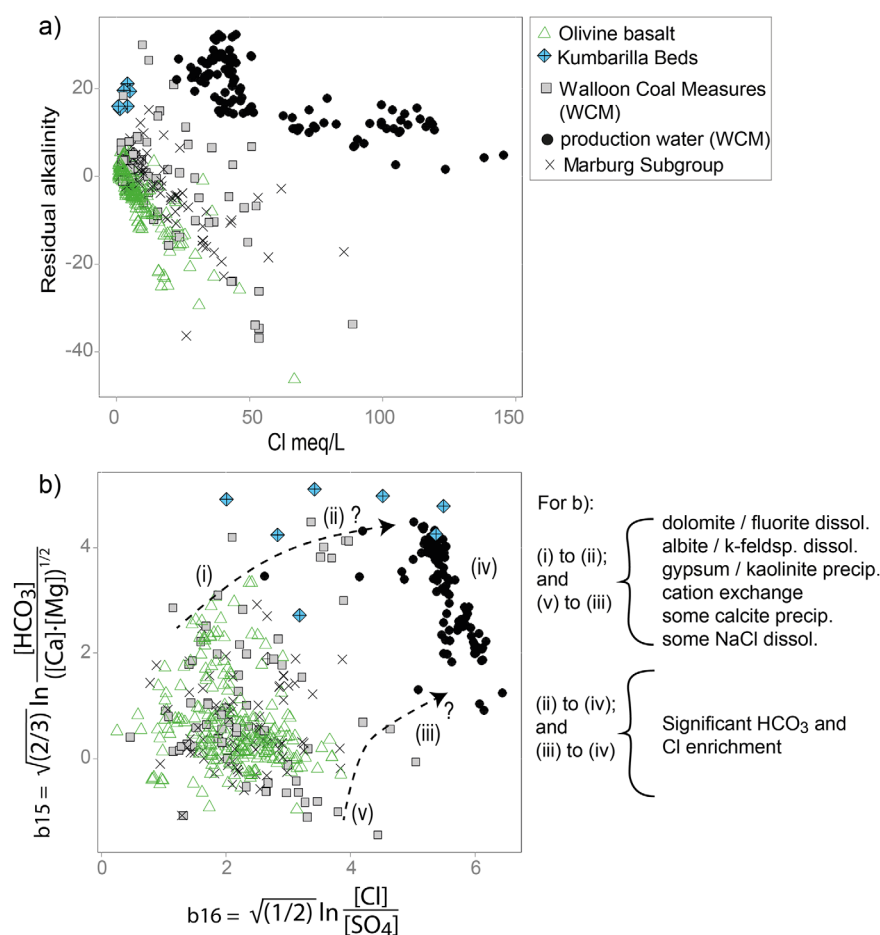 a)
Residual alkalinity
20
0
-20
-40
0
50
100
150
Cl meq/L
Olivine basalt
Kumbarilla Beds
Walloon Coal Measures
(WCM)
production water (WCM)
Marburg Subgroup
b)
b15 = √(2/3) ln [HCO3] / ([Ca]·[Mg])^1/2
4
2
0
0
2
4
6
b16 = √(1/2) ln [Cl] / [SO4]
(i)
(ii) ?
(iv)
(iii)
?
(v)
For b):
(i) to (ii);
and
(v) to (iii)
dolomite / fluorite dissol.
albite / k-feldsp. dissol.
gypsum / kaolinite precip.
cation exchange
some calcite precip.
some NaCl dissol.
(ii) to (iv);
and
(iii) to (iv)
Significant HCO3 and
Cl enrichment